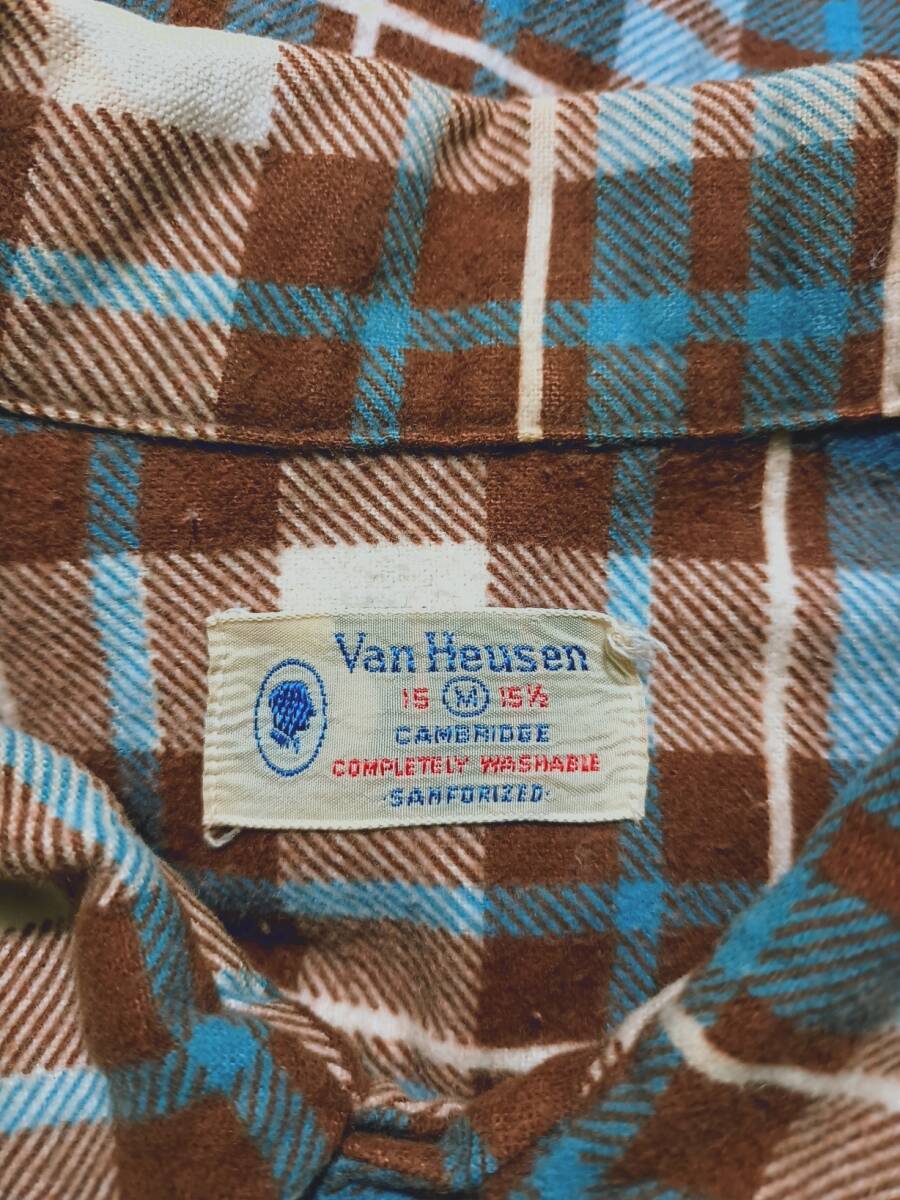 Van Heusen
15 M 15½
CAMBRIDGE
COMPLETELY WASHABLE
·SANFORIZED·